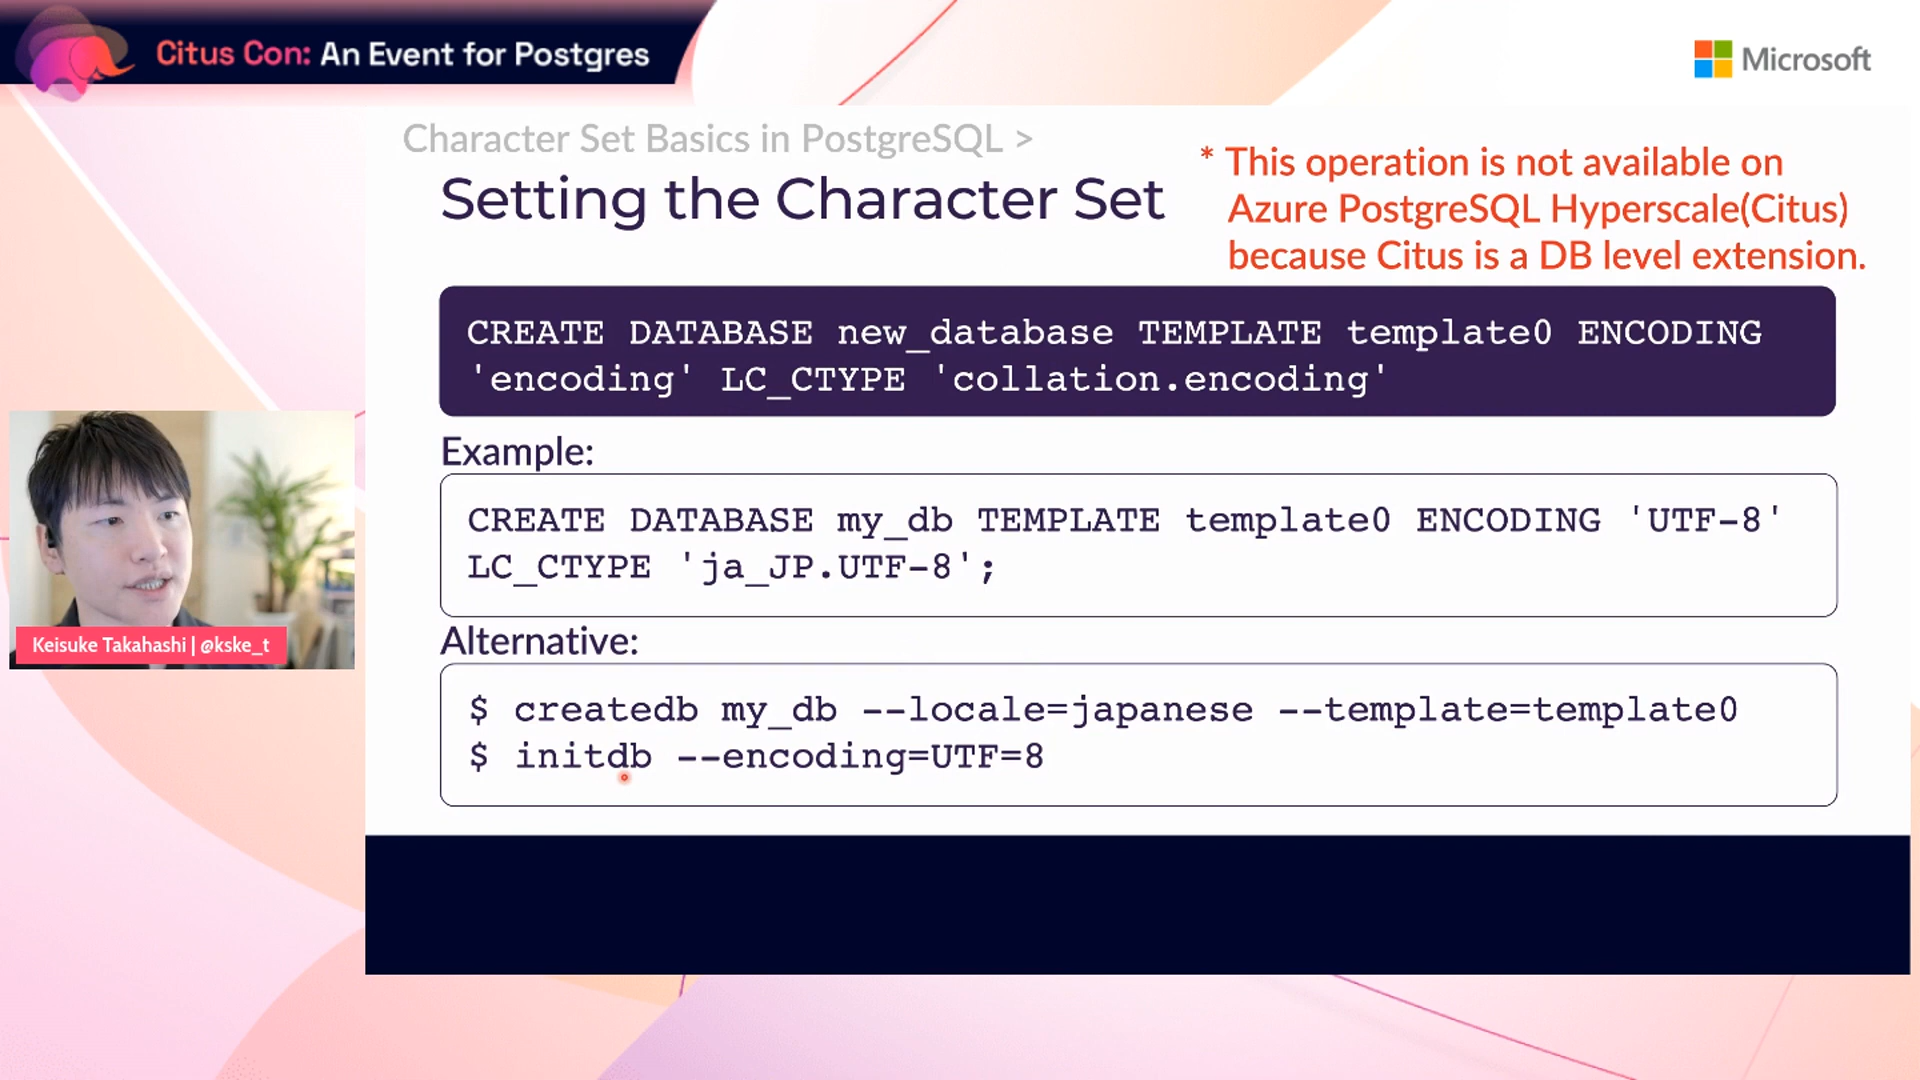 Citus Con: An Event for Postgres
Microsoft
Character Set Basics in PostgreSQL >
Setting the Character Set
* This operation is not available on
Azure PostgreSQL Hyperscale(Citus)
because Citus is a DB level extension.
CREATE DATABASE new_database TEMPLATE template0 ENCODING
'encoding' LC_CTYPE 'collation.encoding'
Example:
CREATE DATABASE my_db TEMPLATE template0 ENCODING 'UTF-8'
LC_CTYPE 'ja_JP.UTF-8';
Alternative:
$ createdb my_db --locale=japanese --template=template0
$ initdb --encoding=UTF=8
Keisuke Takahashi | @kske_t